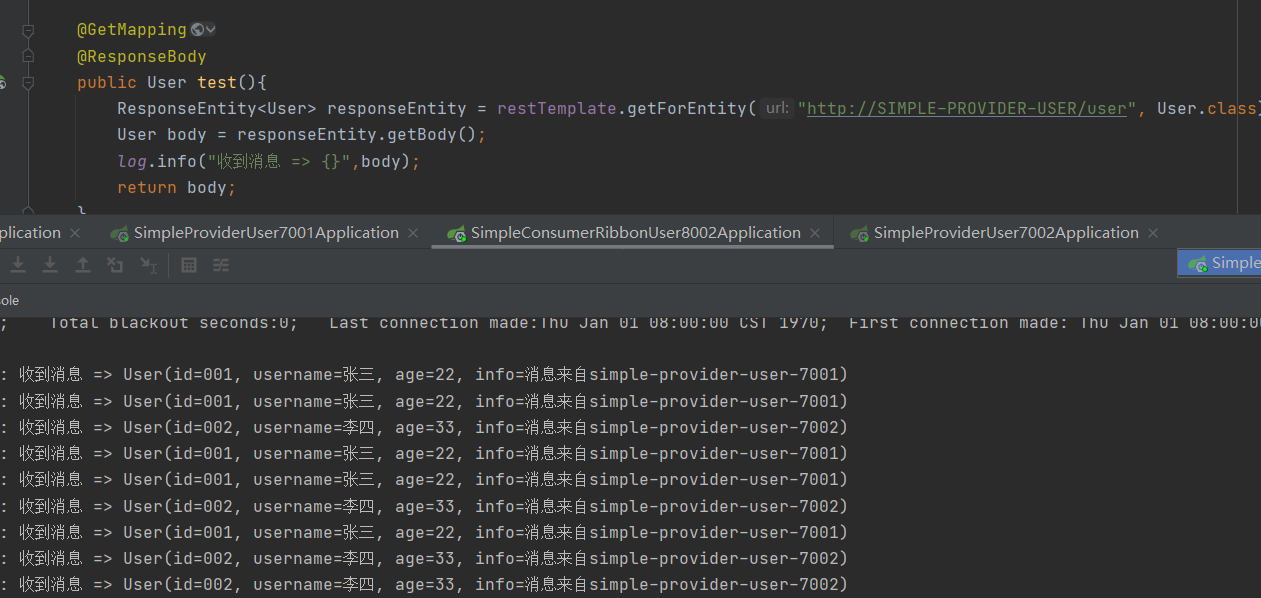 @GetMapping
@ResponseBody
public User test(){
ResponseEntity<User> responseEntity = restTemplate.getForEntity( url: "http://SIMPLE-PROVIDER-USER/user", User.class)
User body = responseEntity.getBody();
log.info("收到消息 => {}",body);
return body;
}
plication × SimpleProviderUser7001Application × SimpleConsumerRibbonUser8002Application × SimpleProviderUser7002Application ×
Simple
ole
; Total blackout seconds:0; Last connection made:Thu Jan 01 08:00:00 CST 1970; First connection made: Thu Jan 01 08:00:00
: 收到消息 => User(id=001, username=张三, age=22, info=消息来自simple-provider-user-7001)
: 收到消息 => User(id=001, username=张三, age=22, info=消息来自simple-provider-user-7001)
: 收到消息 => User(id=002, username=李四, age=33, info=消息来自simple-provider-user-7002)
: 收到消息 => User(id=001, username=张三, age=22, info=消息来自simple-provider-user-7001)
: 收到消息 => User(id=001, username=张三, age=22, info=消息来自simple-provider-user-7001)
: 收到消息 => User(id=002, username=李四, age=33, info=消息来自simple-provider-user-7002)
: 收到消息 => User(id=001, username=张三, age=22, info=消息来自simple-provider-user-7001)
: 收到消息 => User(id=002, username=李四, age=33, info=消息来自simple-provider-user-7002)
: 收到消息 => User(id=002, username=李四, age=33, info=消息来自simple-provider-user-7002)